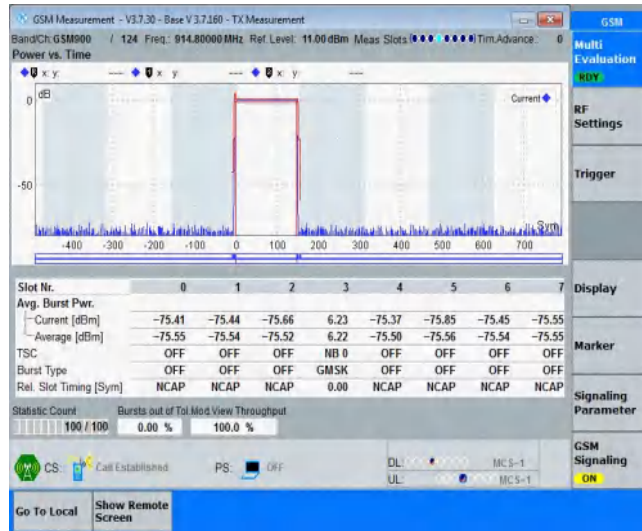 GSM Measurement - V3.7.30 - Base V 3.7.160 - TX Measurement
GSM
Band/Ch: GSM900 / 124 Freq.: 914.80000 MHz Ref. Level: 11.00 dBm Meas Slots Tim.Advance: 0
Power vs. Time
Multi Evaluation
RDY
x: y: --- x y: --- x y: ---
dB
Current
0
-50
Sym
-400 -300 -200 -100 0 100 200 300 400 500 600 700
RF Settings
Trigger
Slot Nr. 0 1 2 3 4 5 6 7
Avg. Burst Pwr.
Current [dBm] -75.41 -75.44 -75.66 6.23 -75.37 -75.85 -75.45 -75.55
Average [dBm] -75.55 -75.54 -75.52 6.22 -75.50 -75.56 -75.54 -75.55
TSC OFF OFF OFF NB 0 OFF OFF OFF OFF
Burst Type OFF OFF OFF GMSK OFF OFF OFF OFF
Rel. Slot Timing [Sym] NCAP NCAP NCAP 0.00 NCAP NCAP NCAP NCAP
Display
Marker
Signaling Parameter
Statistic Count Bursts out of Tol. Mod.View Throughput
100 / 100 0.00 % 100.0 %
CS: Call Established PS: OFF DL: MCS-1
UL: MCS-1
GSM Signaling
ON
Go To Local
Show Remote Screen